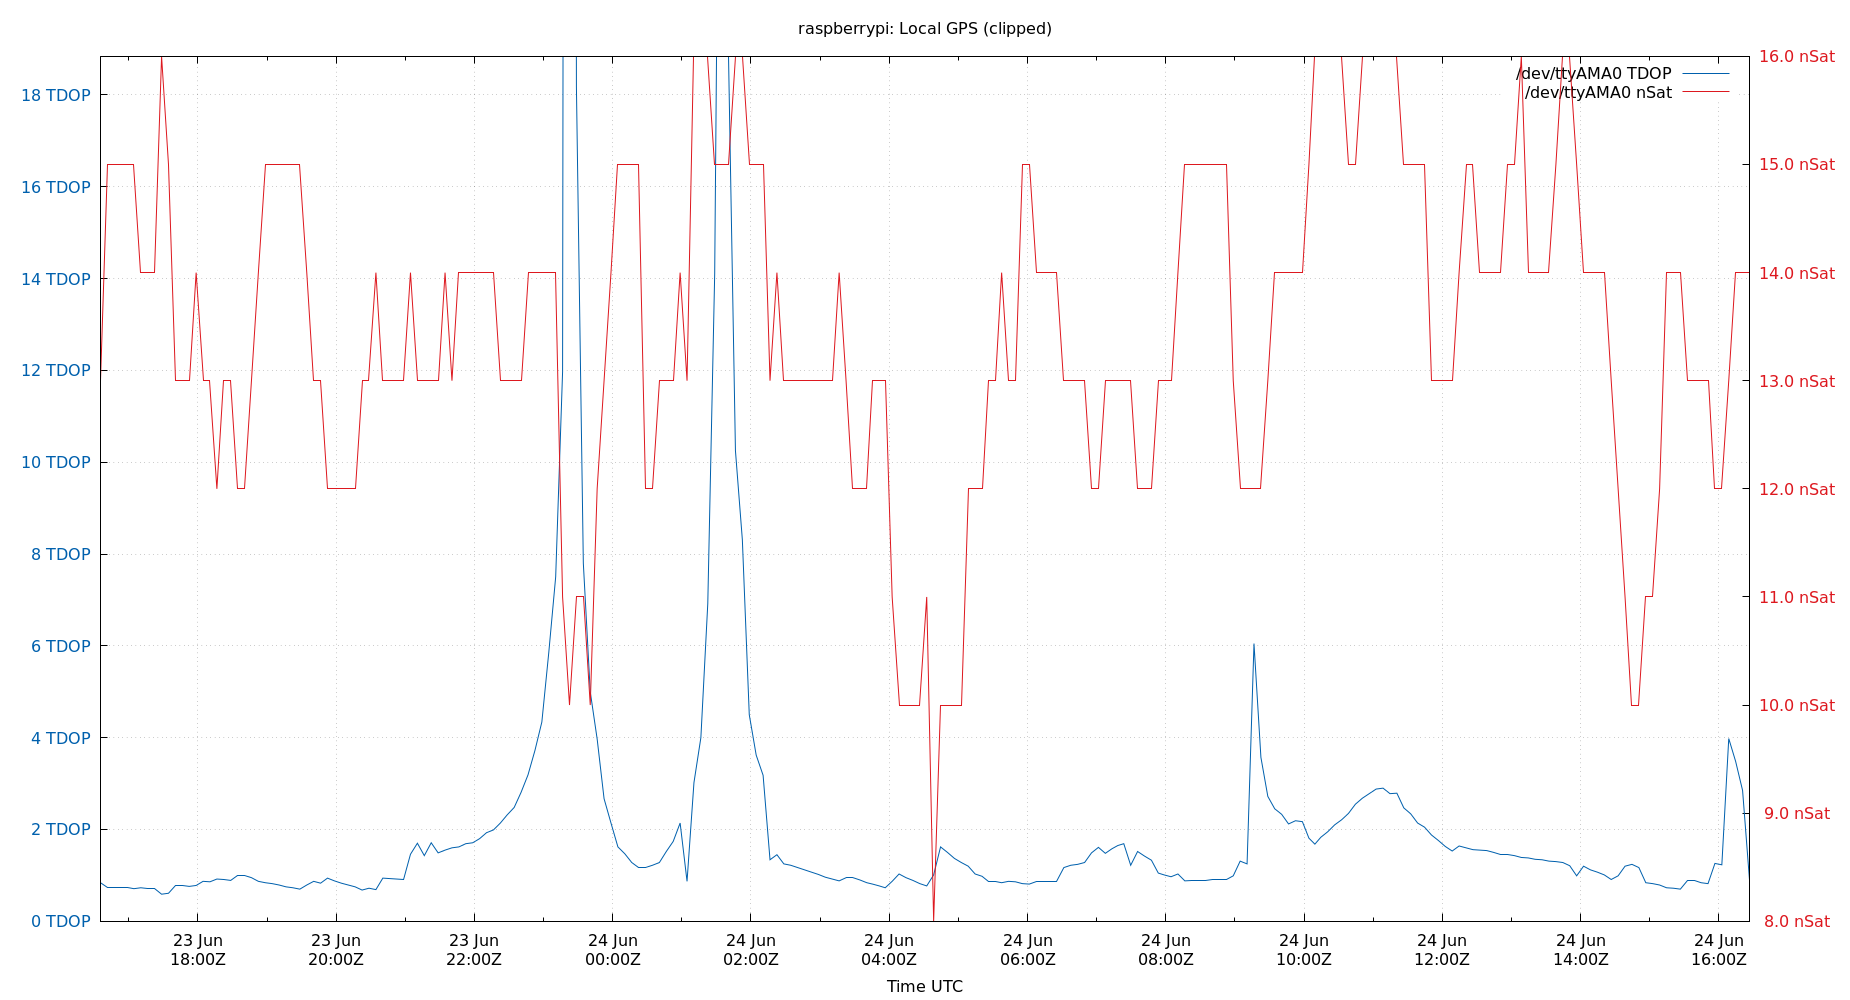 raspberrypi: Local GPS (clipped)
16.0 nSat
/dev/ttyAMA0 TDOP
/dev/ttyAMA0 nSat
18 TDOP
15.0 nSat
16 TDOP
14.0 nSat
14 TDOP
12 TDOP
13.0 nSat
10 TDOP
12.0 nSat
8 TDOP
11.0 nSat
6 TDOP
10.0 nSat
4 TDOP
9.0 nSat
2 TDOP
0 TDOP
8.0 nSat
23 Jun 23 Jun 23 Jun 24 Jun 24 Jun 24 Jun 24 Jun 24 Jun 24 Jun 24 Jun 24 Jun 24 Jun
18:00Z 20:00Z 22:00Z 00:00Z 02:00Z 04:00Z 06:00Z 08:00Z 10:00Z 12:00Z 14:00Z 16:00Z
Time UTC